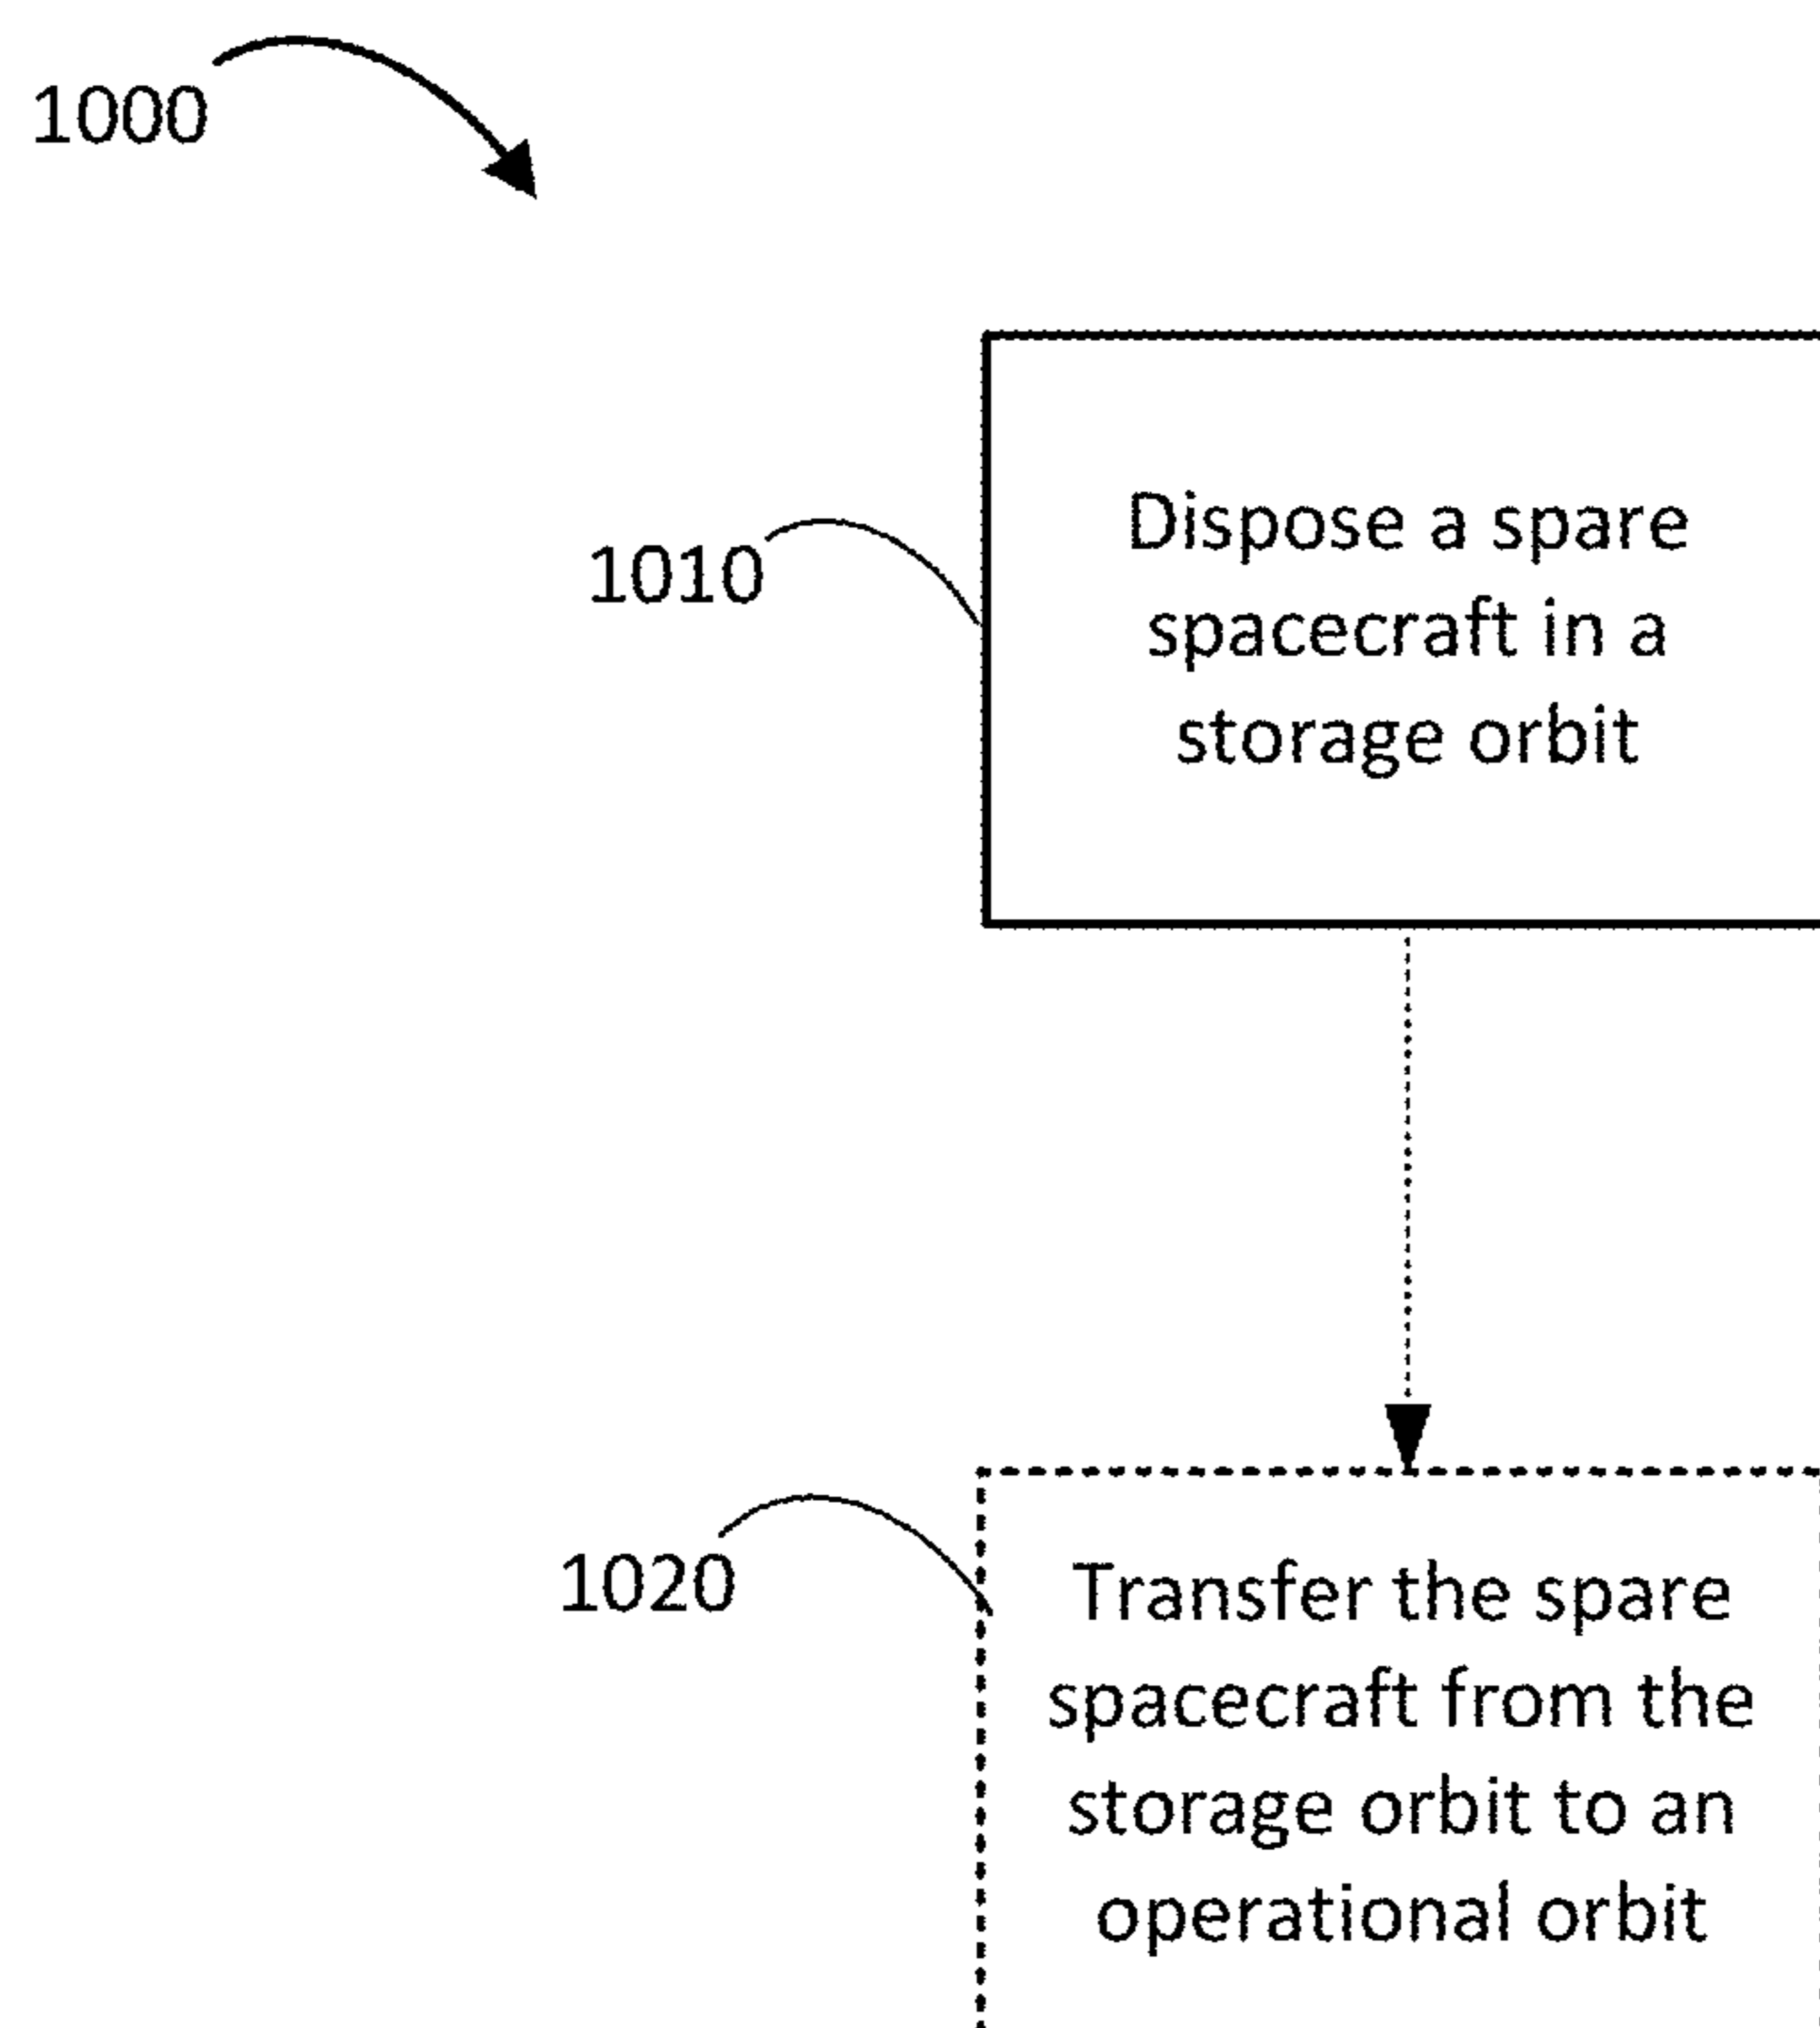 1000
1010
Dispose a spare
spacecraft in a
storage orbit
1020
Transfer the spare
spacecraft from the
storage orbit to an
operational orbit